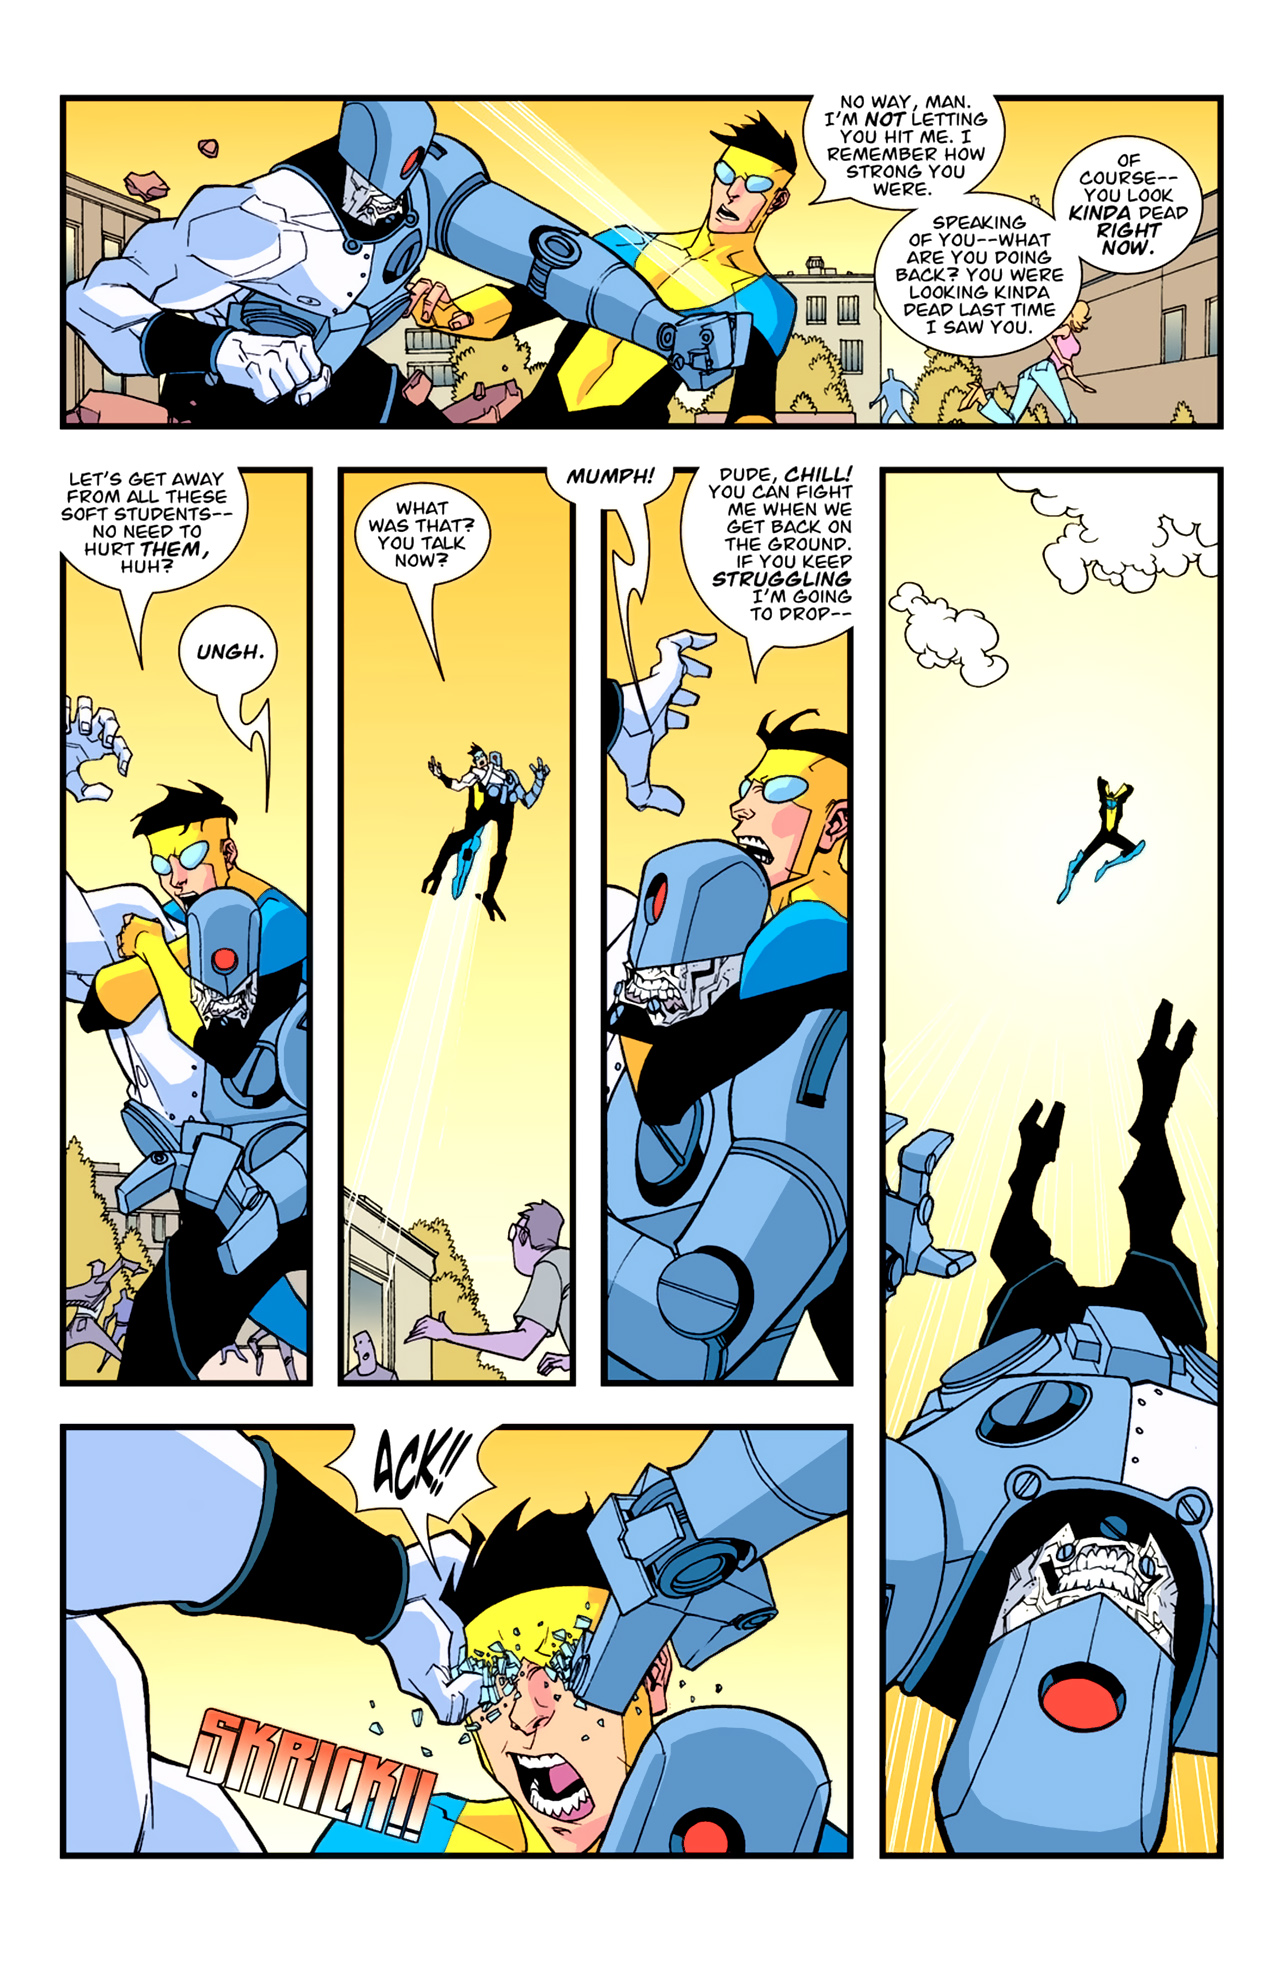 NO WAY, MAN.
I'M NOT LETTING
YOU HIT ME. I
REMEMBER HOW
STRONG YOU
WERE.
SPEAKING
OF YOU--WHAT
ARE YOU DOING
BACK? YOU WERE
LOOKING KINDA
DEAD LAST TIME
I SAW YOU.
OF
COURSE--
YOU LOOK
KINDA DEAD
RIGHT
NOW.
LET'S GET AWAY
FROM ALL THESE
SOFT STUDENTS--
NO NEED TO
HURT THEM,
HUH?
UNGH.
WHAT
WAS THAT?
YOU TALK
NOW?
MUMPH!
DUDE, CHILL!
YOU CAN FIGHT
ME WHEN WE
GET BACK ON
THE GROUND.
IF YOU KEEP
STRUGGLING
I'M GOING
TO DROP--
ACK!!
SKRICK!!